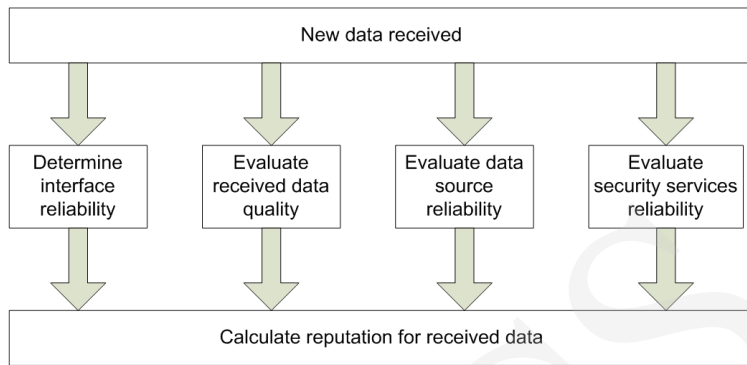 New data received
Determine
interface
reliability
Evaluate
received data
quality
Evaluate data
source
reliability
Evaluate
security services
reliability
Calculate reputation for received data